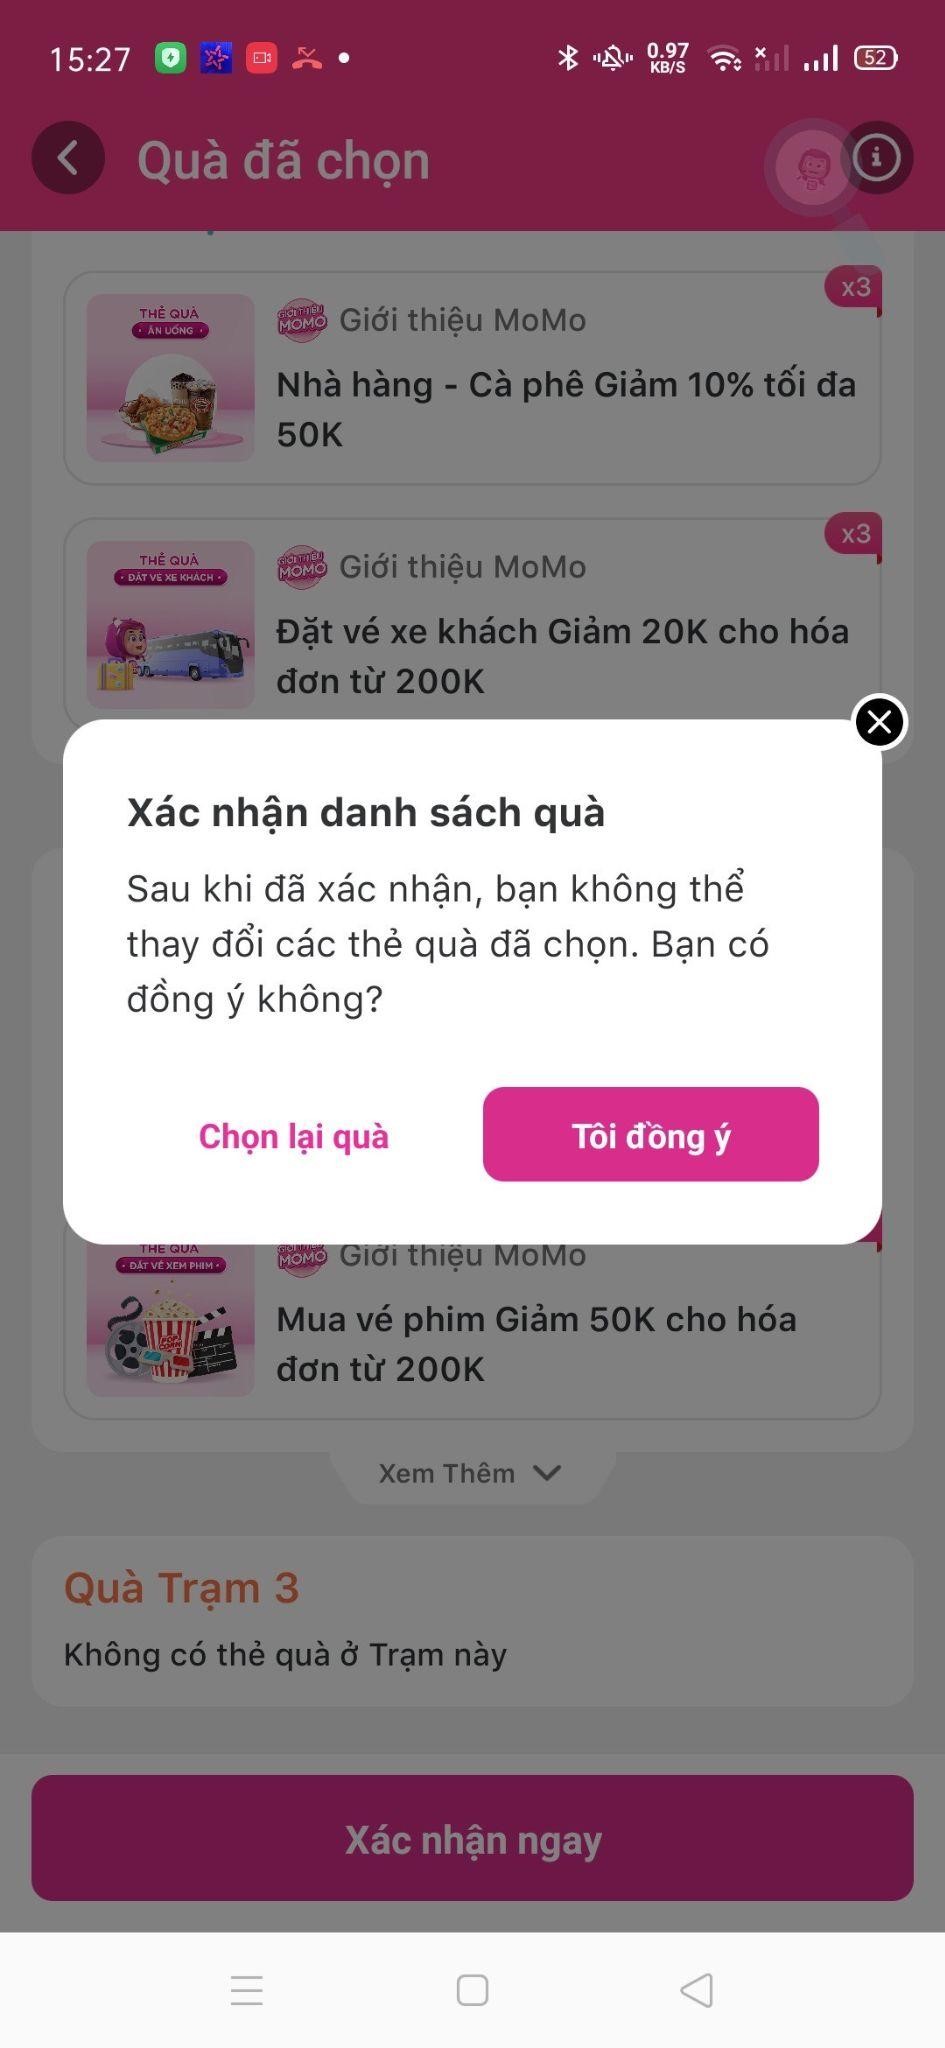 15:27
0.97
KB/S
52
Quà đã chọn
x3
THẺ QUÀ
ĂN UỐNG
GIỚI THIỆU
MOMO
Giới thiệu MoMo
Nhà hàng - Cà phê Giảm 10% tối đa
50K
x3
THẺ QUÀ
ĐẶT VÉ XE KHÁCH
GIỚI THIỆU
MOMO
Giới thiệu MoMo
Đặt vé xe khách Giảm 20K cho hóa
đơn từ 200K
Xác nhận danh sách quà
Sau khi đã xác nhận, bạn không thể
thay đổi các thẻ quà đã chọn. Bạn có
đồng ý không?
Chọn lại quà
Tôi đồng ý
THẺ QUÀ
ĐẶT VÉ XEM PHIM
POP
CORN
GIỚI THIỆU
MOMO
Giới thiệu MoMo
Mua vé phim Giảm 50K cho hóa
đơn từ 200K
Xem Thêm
Quà Trạm 3
Không có thẻ quà ở Trạm này
Xác nhận ngay